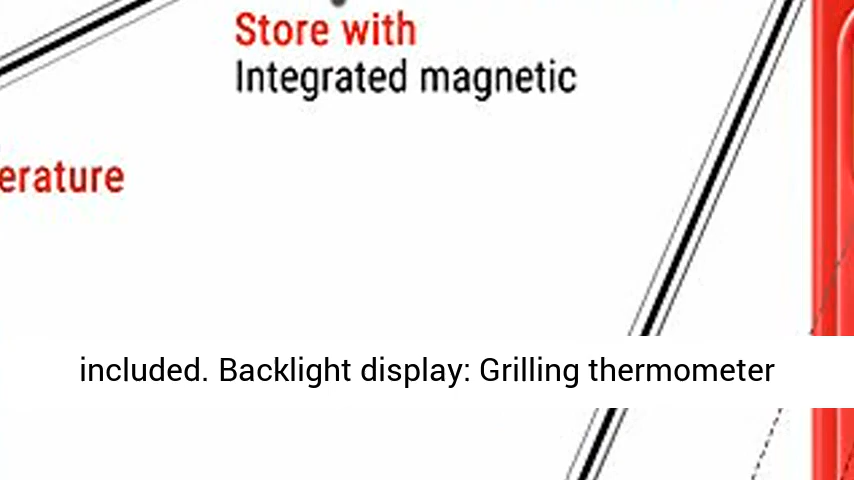 Store with
Integrated magnetic
erature
included. Backlight display: Grilling thermometer